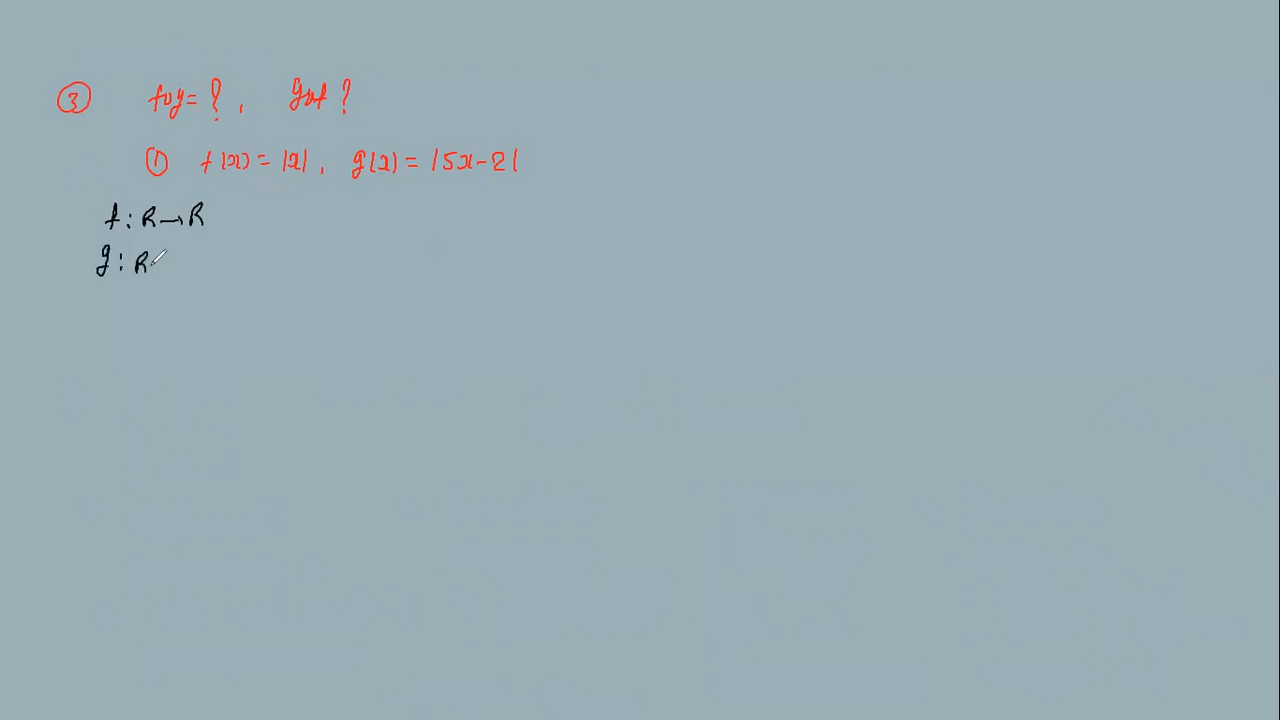 ③ fog = ? , gof ?
① f(x) = |x| , g(x) = |5x-2|
f : R → R
g : R